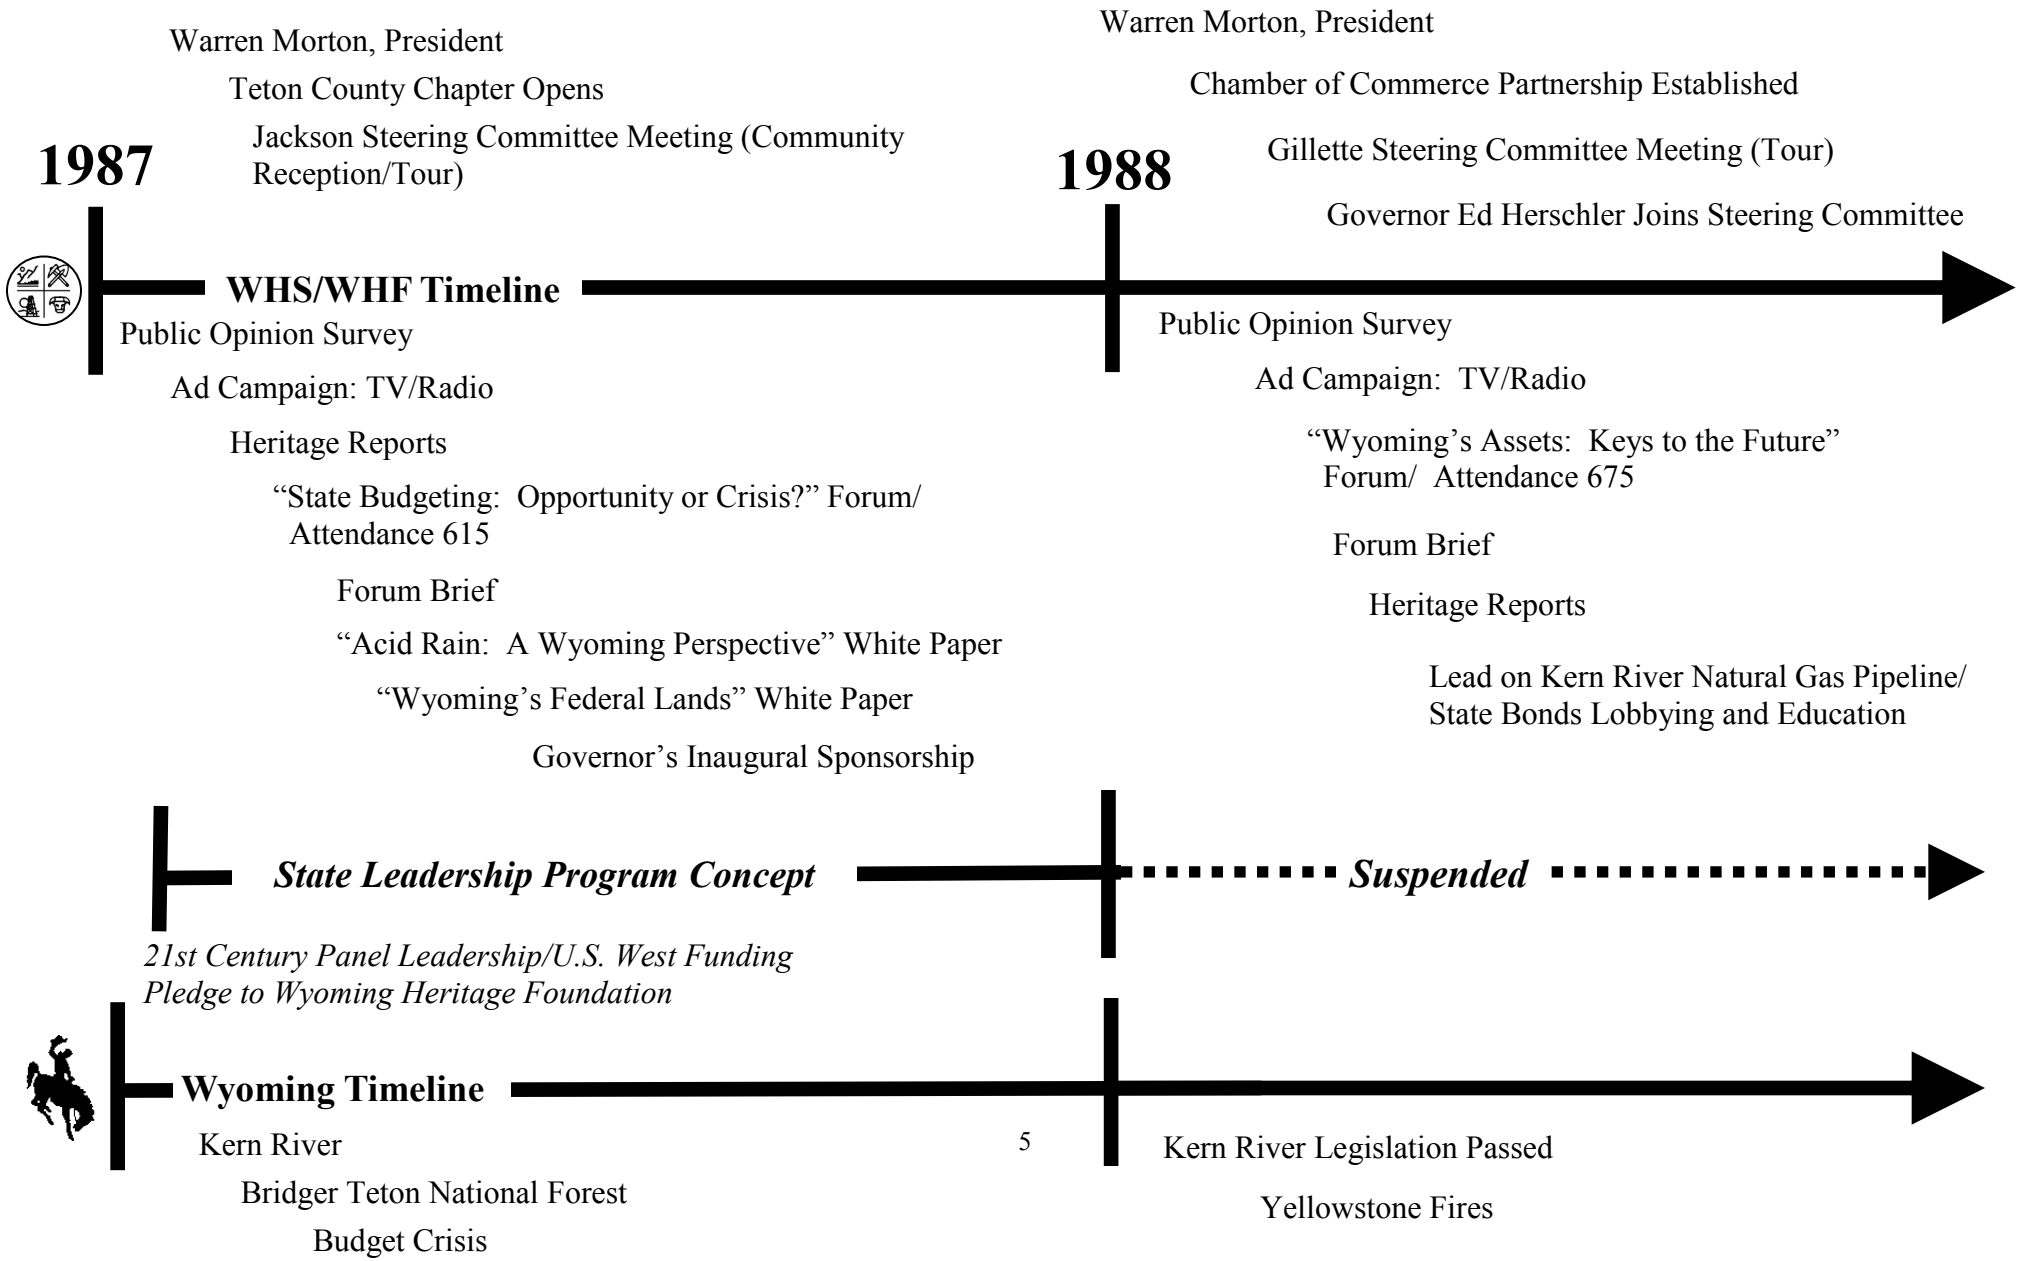 Warren Morton, President
Teton County Chapter Opens
Jackson Steering Committee Meeting (Community
Reception/Tour)
1987
Warren Morton, President
Chamber of Commerce Partnership Established
Gillette Steering Committee Meeting (Tour)
1988
Governor Ed Herschler Joins Steering Committee
WHS/WHF Timeline
Public Opinion Survey
Ad Campaign: TV/Radio
Heritage Reports
“State Budgeting:  Opportunity or Crisis?” Forum/
Attendance 615
Forum Brief
“Acid Rain:  A Wyoming Perspective” White Paper
“Wyoming’s Federal Lands” White Paper
Governor’s Inaugural Sponsorship
Public Opinion Survey
Ad Campaign:  TV/Radio
“Wyoming’s Assets:  Keys to the Future”
Forum/  Attendance 675
Forum Brief
Heritage Reports
Lead on Kern River Natural Gas Pipeline/
State Bonds Lobbying and Education
State Leadership Program Concept
Suspended
21st Century Panel Leadership/U.S. West Funding
Pledge to Wyoming Heritage Foundation
Wyoming Timeline
Kern River
Bridger Teton National Forest
Budget Crisis
5
Kern River Legislation Passed
Yellowstone Fires